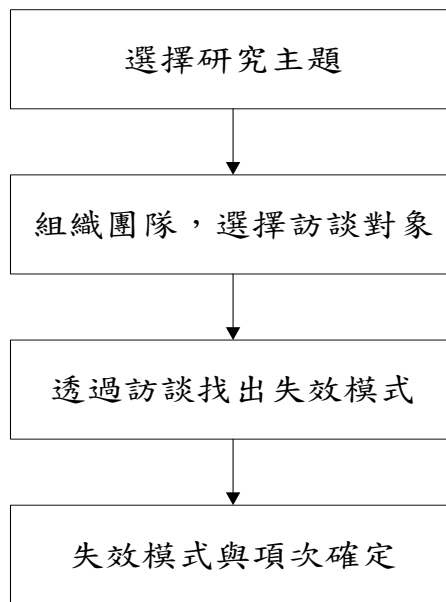 選擇研究主題
組織團隊，選擇訪談對象
透過訪談找出失效模式
失效模式與項次確定